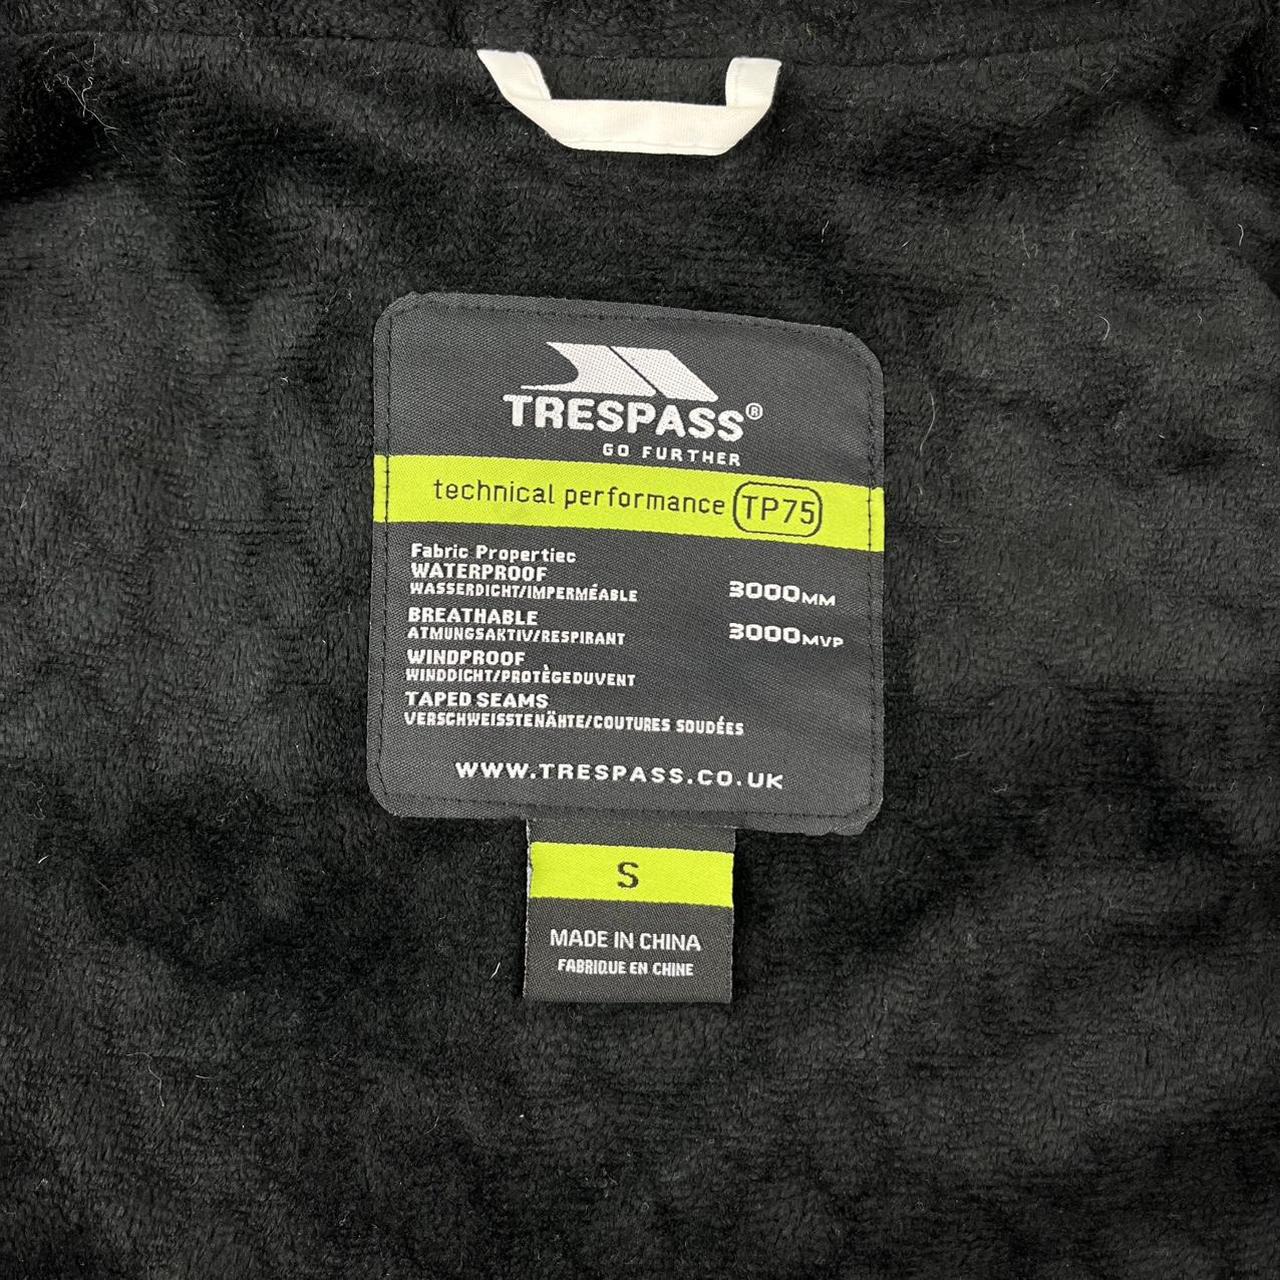 TRESPASS®
GO FURTHER
technical performance TP75
Fabric Propertiec
WATERPROOF
WASSERDICHT/IMPERMÉABLE 3000MM
BREATHABLE
ATMUNGSAKTIV/RESPIRANT 3000MVP
WINDPROOF
WINDDICHT/PROTÈGEDUVENT
TAPED SEAMS
VERSCHWEISSTENÄHTE/COUTURES SOUDÉES
WWW.TRESPASS.CO.UK
S
MADE IN CHINA
FABRIQUE EN CHINE